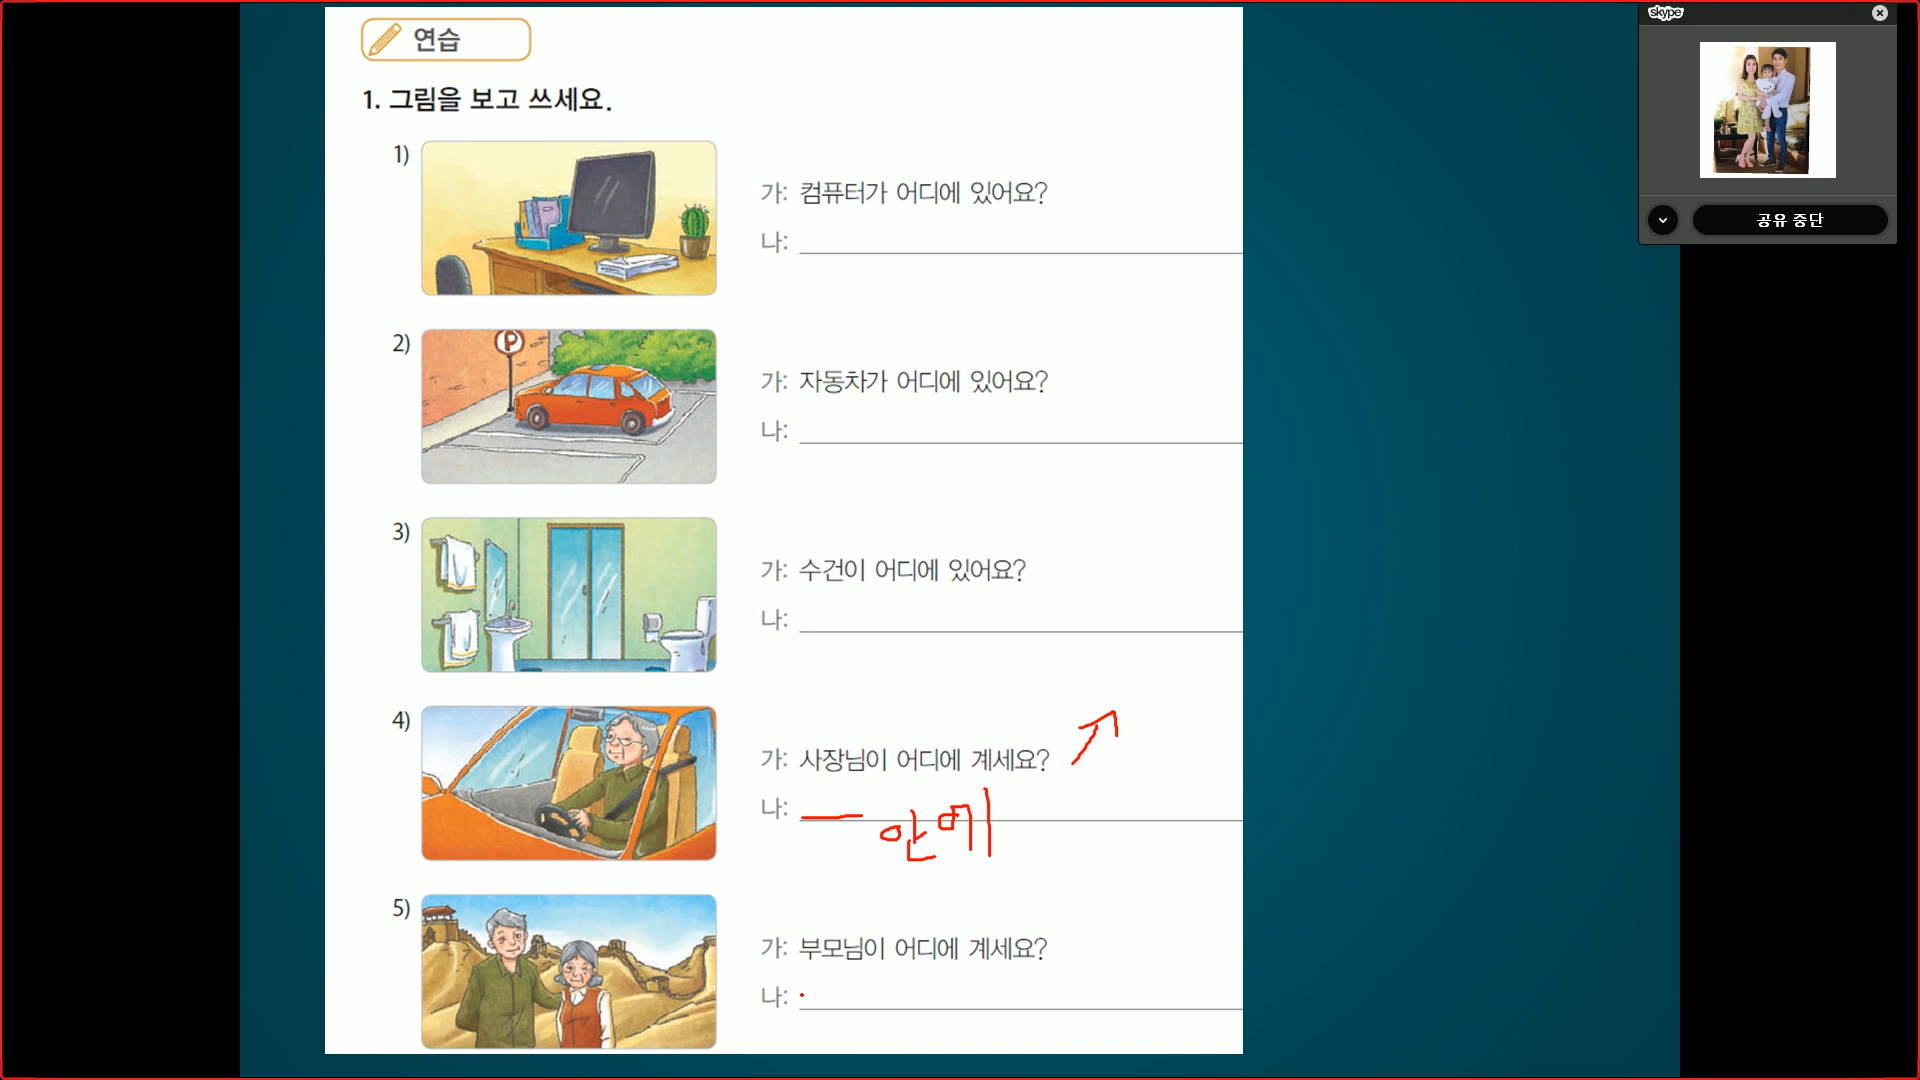 연습
1. 그림을 보고 쓰세요.
1)
가: 컴퓨터가 어디에 있어요?
나:
2)
P
가: 자동차가 어디에 있어요?
나:
3)
가: 수건이 어디에 있어요?
나:
4)
가: 사장님이 어디에 계세요?
나: 안에
5)
가: 부모님이 어디에 계세요?
나:
skype
공유 중단